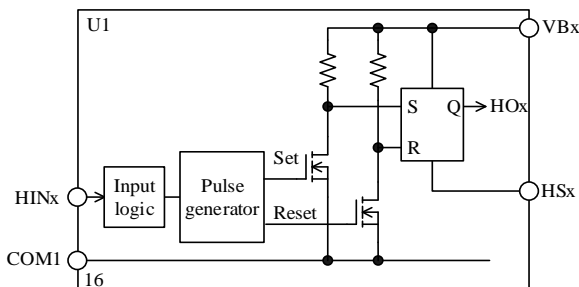 U1
VBx
S
Q
HOx
R
Set
HINx
Input
logic
Pulse
generator
HSx
Reset
COM1
16